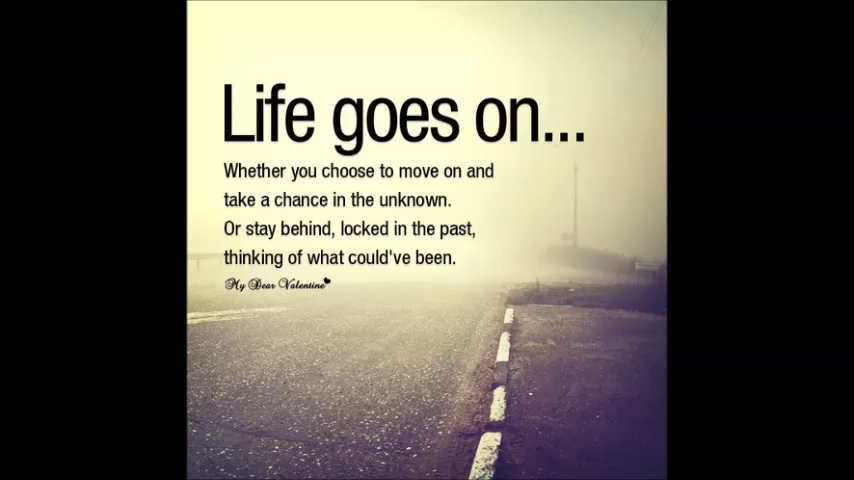 Life goes on...
Whether you choose to move on and
take a chance in the unknown.
Or stay behind, locked in the past,
thinking of what could've been.
My Dear Valentine